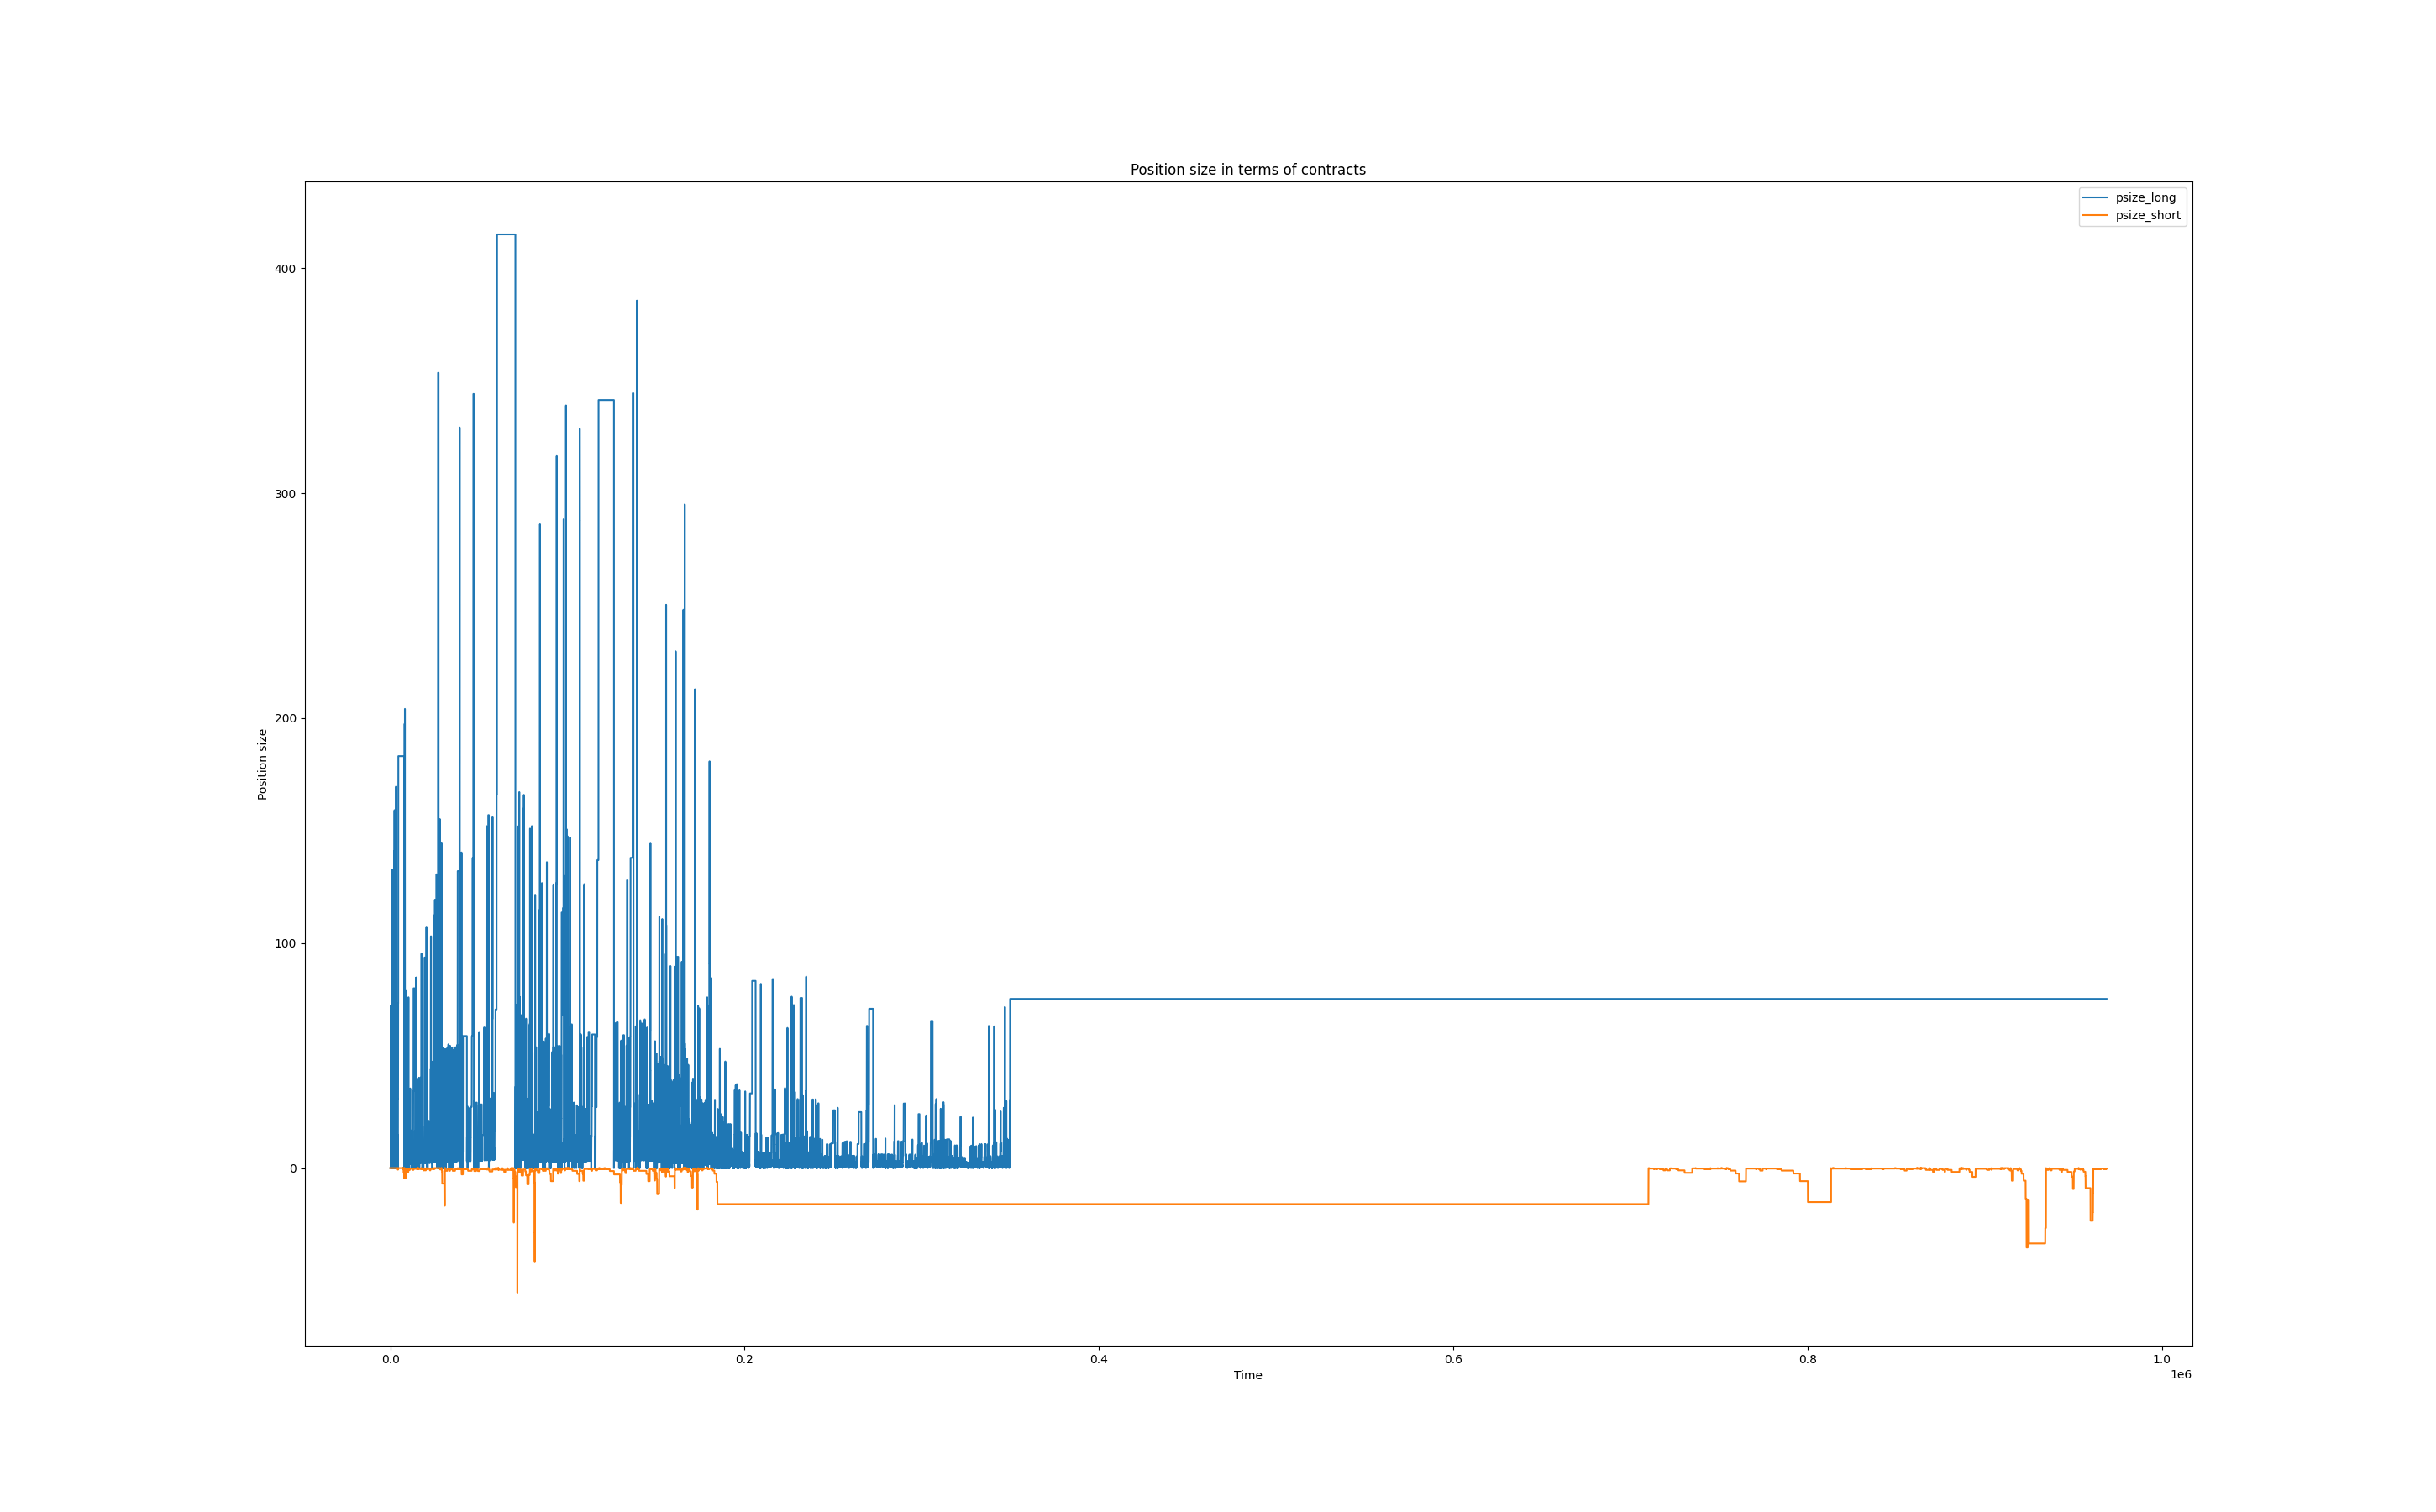 Position size in terms of contracts
psize_long
psize_short
400
300
200
100
0
Position size
0.0
0.2
0.4
0.6
0.8
1.0
Time
1e6